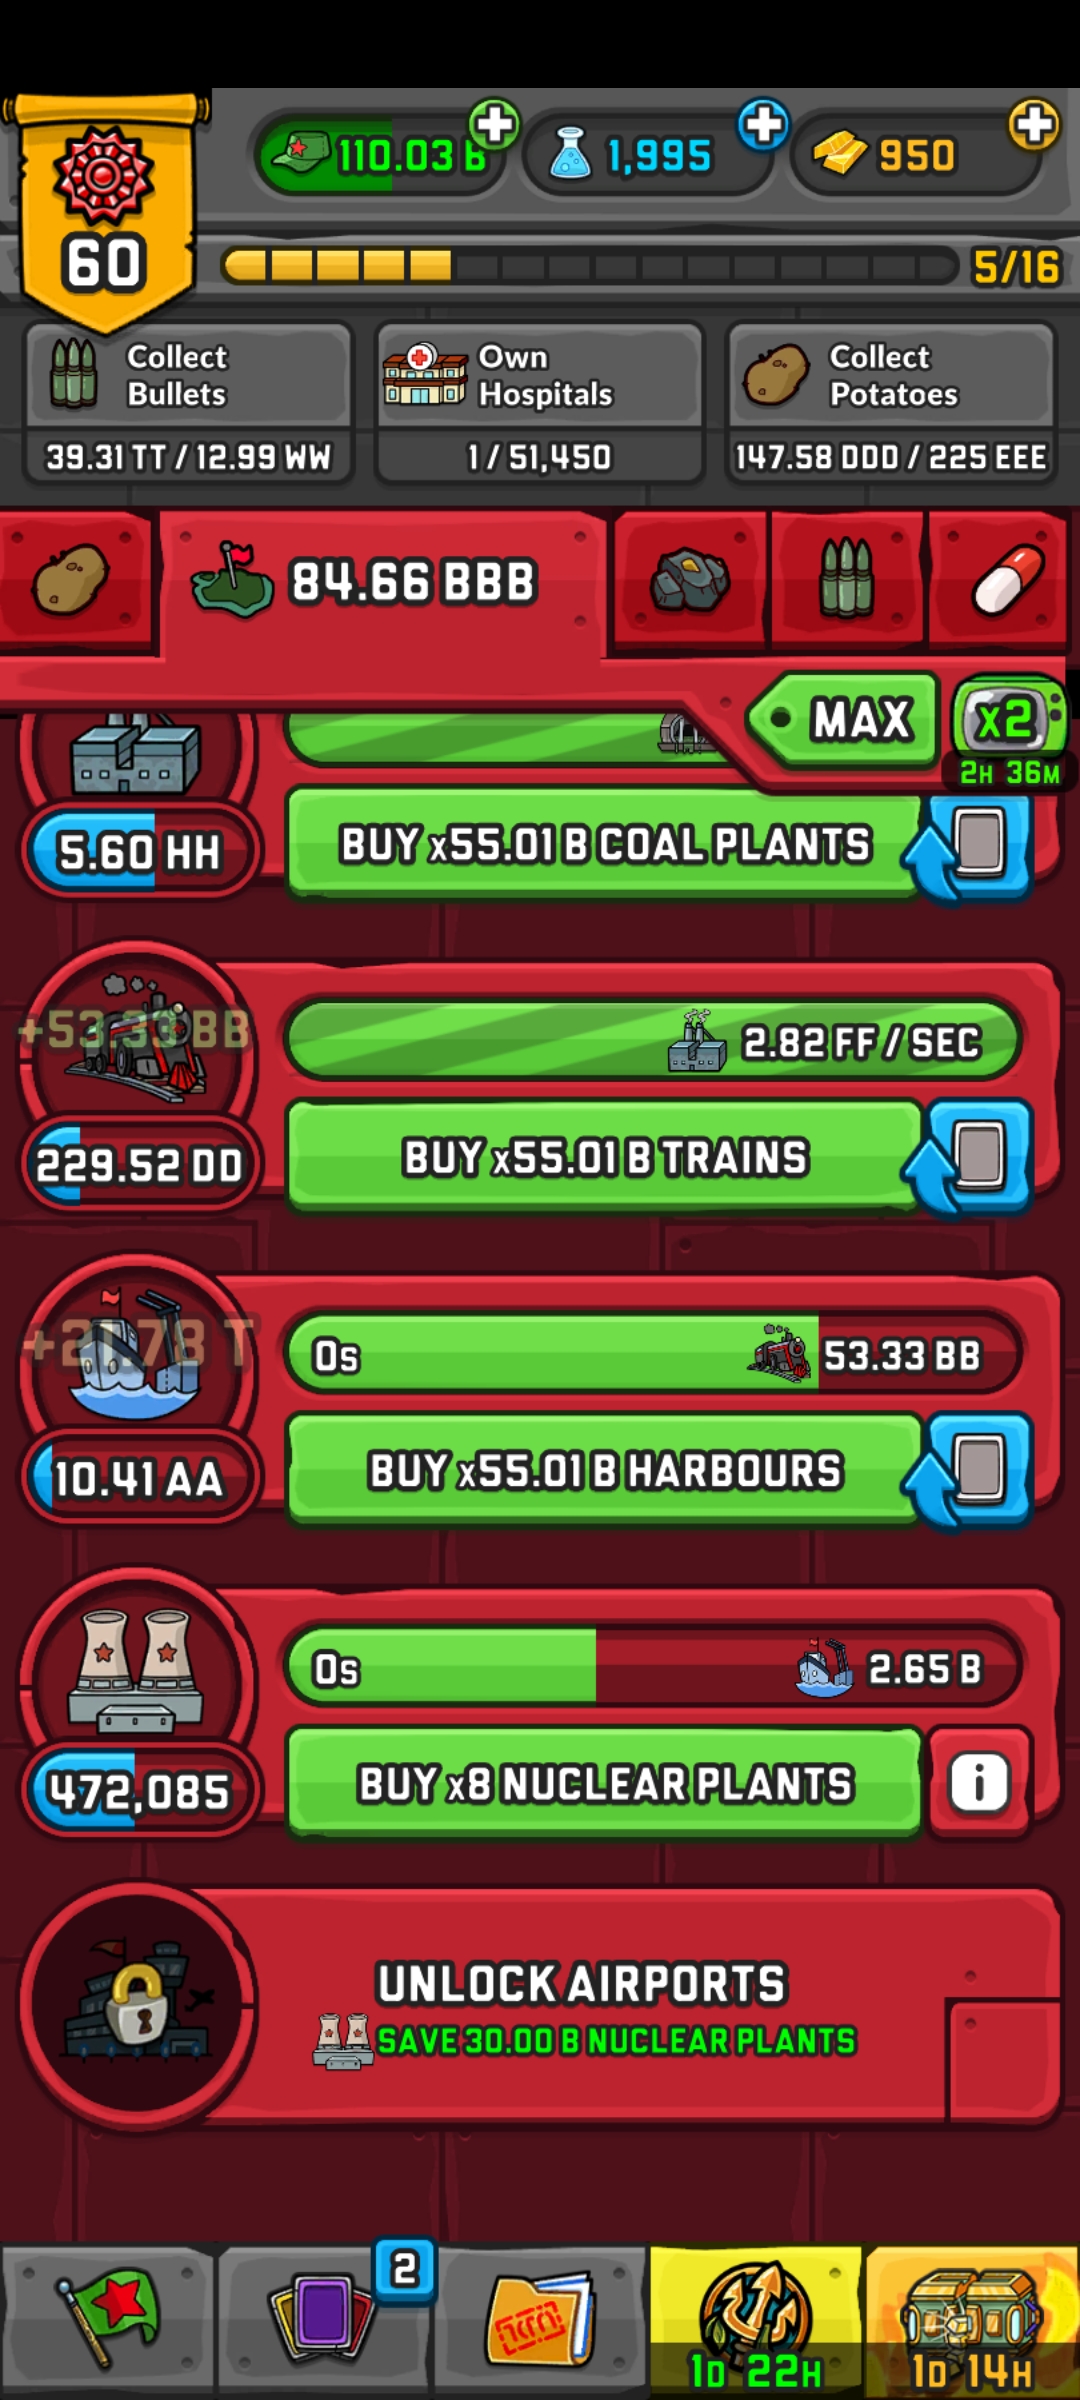 110.03 B
1,995
950
60
5/16
Collect
Bullets
39.31 TT / 12.99 WW
Own
Hospitals
1 / 51,450
Collect
Potatoes
147.58 DDD / 225 EEE
84.66 BBB
MAX
x2
2H 36M
5.60 HH
BUY x55.01 B COAL PLANTS
+53.33 BB
2.82 FF / SEC
229.52 DD
BUY x55.01 B TRAINS
+21.73 T
0s
53.33 BB
10.41 AA
BUY x55.01 B HARBOURS
0s
2.65 B
472,085
BUY x8 NUCLEAR PLANTS
i
UNLOCK AIRPORTS
SAVE 30.00 B NUCLEAR PLANTS
2
1D 22H
1D 14H